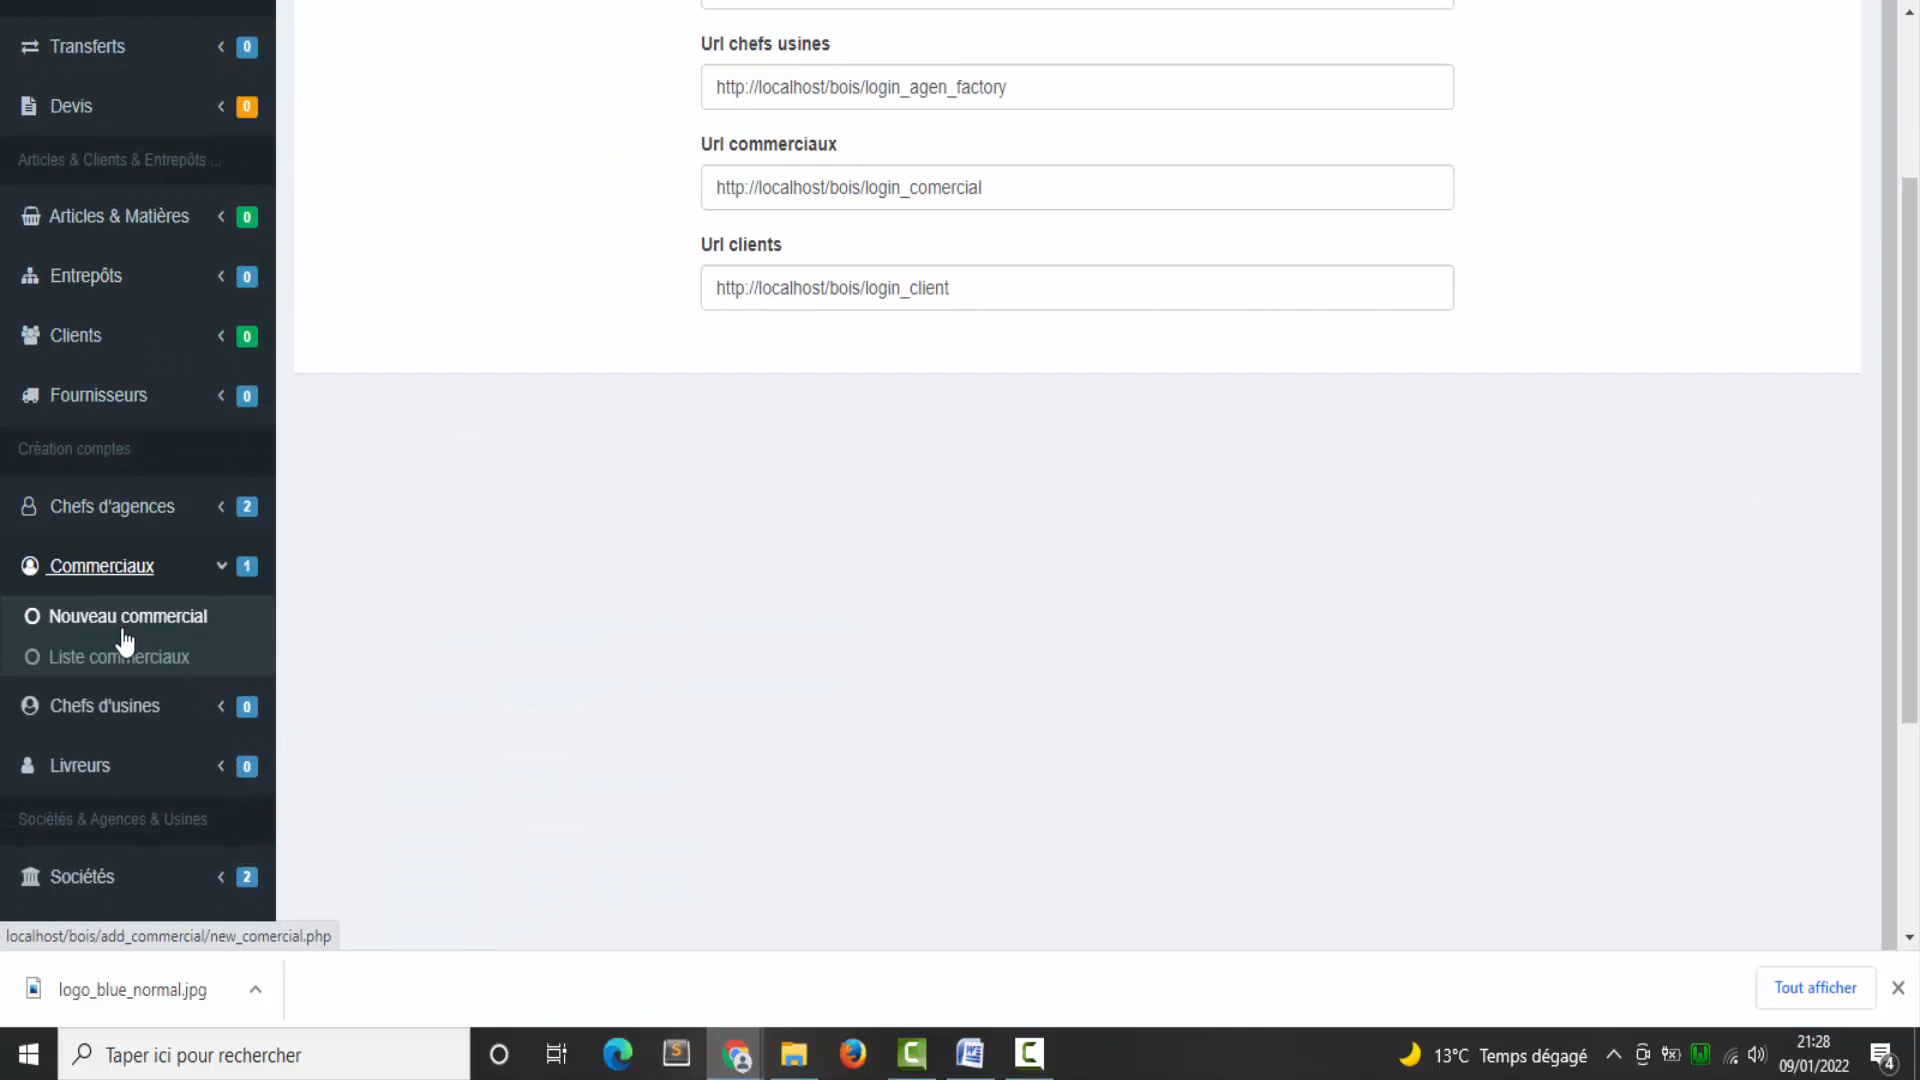 Transferts 0
Devis 0
Articles & Clients & Entrepôts ...
Articles & Matières 0
Entrepôts 0
Clients 0
Fournisseurs 0
Création comptes
Chefs d'agences 2
Commerciaux 1
Nouveau commercial
Liste commerciaux
Chefs d'usines 0
Livreurs 0
Sociétés & Agences & Usines
Sociétés 2
Url chefs usines
http://localhost/bois/login_agen_factory
Url commerciaux
http://localhost/bois/login_comercial
Url clients
http://localhost/bois/login_client
localhost/bois/add_commercial/new_comercial.php
logo_blue_normal.jpg
Tout afficher
Taper ici pour rechercher
13°C Temps dégagé
21:28
09/01/2022
4